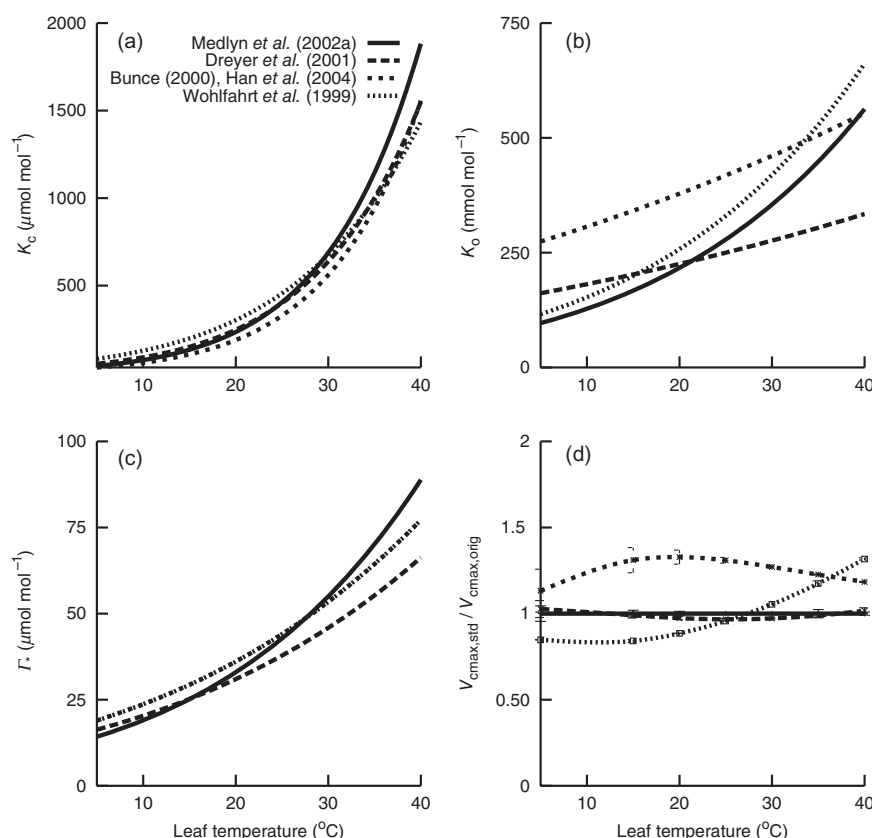 (a)
Medlyn et al. (2002a)
Dreyer et al. (2001)
Bunce (2000), Han et al. (2004)
Wohlfahrt et al. (1999)
2000
1500
1000
500
Kc (μmol mol−1)
10
20
30
40
(b)
750
500
250
0
Ko (mmol mol−1)
10
20
30
40
(c)
100
75
50
25
0
Γ* (μmol mol−1)
10
20
30
40
Leaf temperature (oC)
(d)
2
1.5
1
0.50
0
Vcmax,std / Vcmax,orig
10
20
30
40
Leaf temperature (oC)